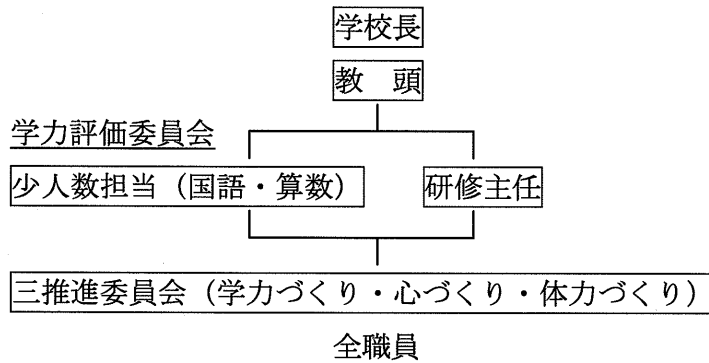 学校長
教　頭
学力評価委員会
少人数担当（国語・算数）
研修主任
三推進委員会（学力づくり・心づくり・体力づくり）
全職員